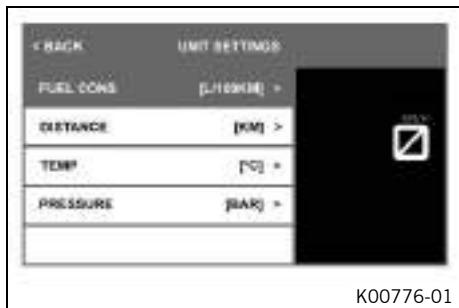 < BACK UNIT SETTINGS
FUEL CONS [L/100KM] >
DISTANCE [KM] >
TEMP [°C] >
PRESSURE [BAR] >
K00776-01